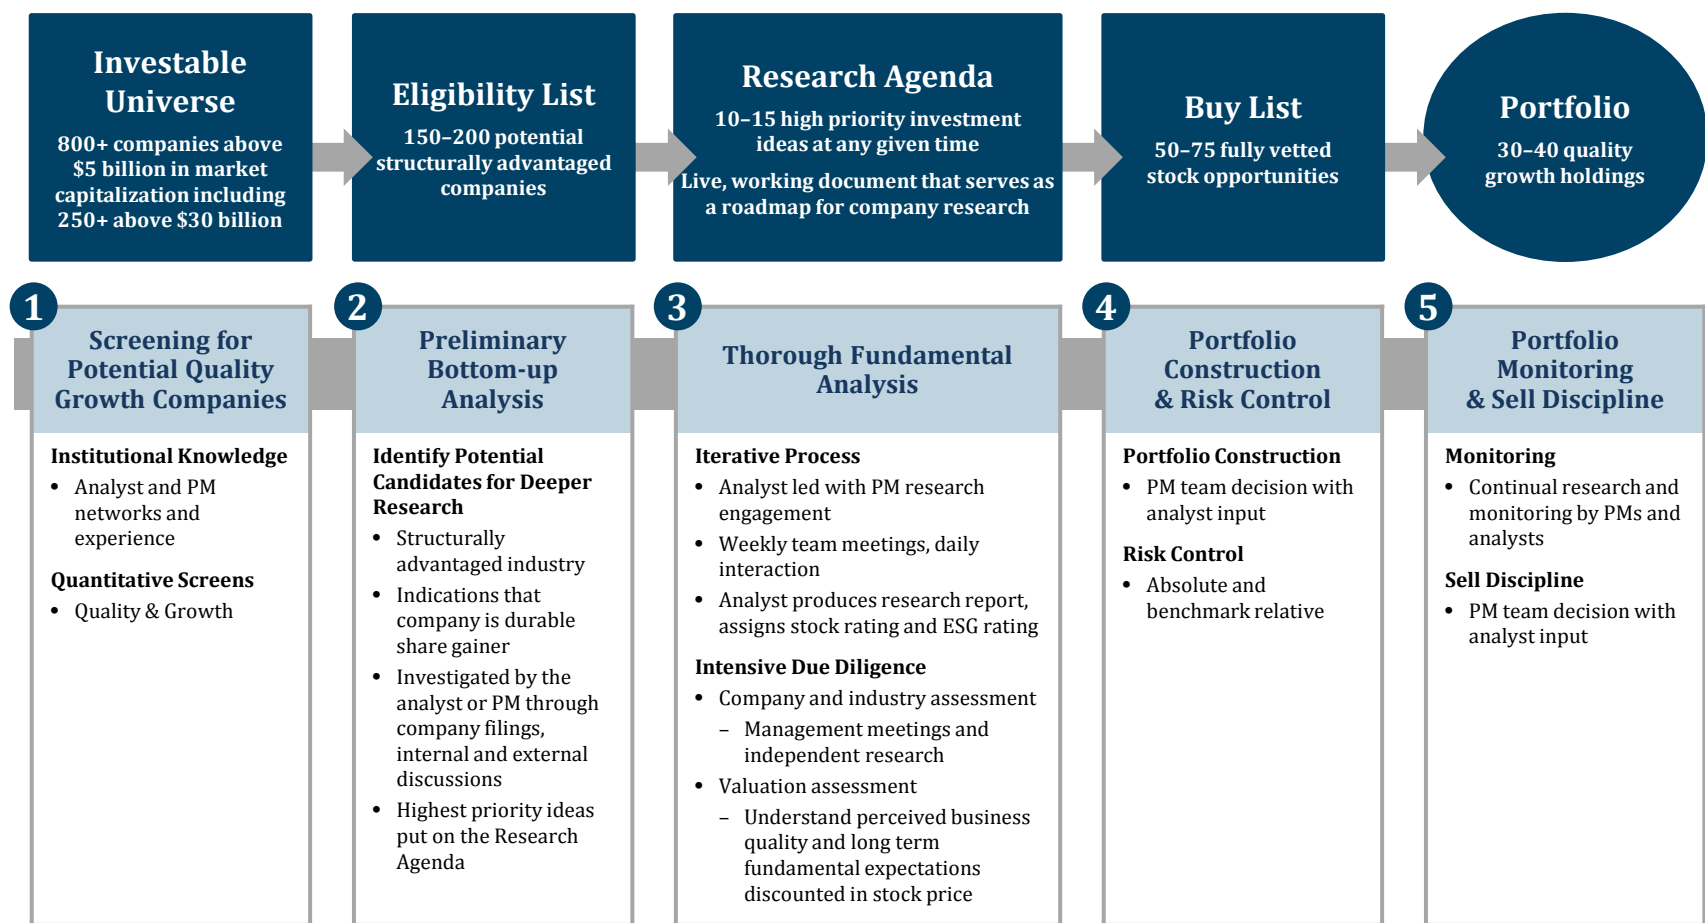 Investable
Universe
800+ companies above
$5 billion in market
capitalization including
250+ above $30 billion
Eligibility List
150–200 potential
structurally advantaged
companies
Research Agenda
10–15 high priority investment
ideas at any given time
Live, working document that serves as
a roadmap for company research
Buy List
50–75 fully vetted
stock opportunities
Portfolio
30–40 quality
growth holdings
1
Screening for
Potential Quality
Growth Companies
Institutional Knowledge
• Analyst and PM
networks and
experience
Quantitative Screens
• Quality & Growth
2
Preliminary
Bottom-up
Analysis
Identify Potential
Candidates for Deeper
Research
• Structurally
advantaged industry
• Indications that
company is durable
share gainer
• Investigated by the
analyst or PM through
company filings,
internal and external
discussions
• Highest priority ideas
put on the Research
Agenda
3
Thorough Fundamental
Analysis
Iterative Process
• Analyst led with PM research
engagement
• Weekly team meetings, daily
interaction
• Analyst produces research report,
assigns stock rating and ESG rating
Intensive Due Diligence
• Company and industry assessment
– Management meetings and
independent research
• Valuation assessment
– Understand perceived business
quality and long term
fundamental expectations
discounted in stock price
4
Portfolio
Construction
& Risk Control
Portfolio Construction
• PM team decision with
analyst input
Risk Control
• Absolute and
benchmark relative
5
Portfolio
Monitoring
& Sell Discipline
Monitoring
• Continual research and
monitoring by PMs and
analysts
Sell Discipline
• PM team decision with
analyst input